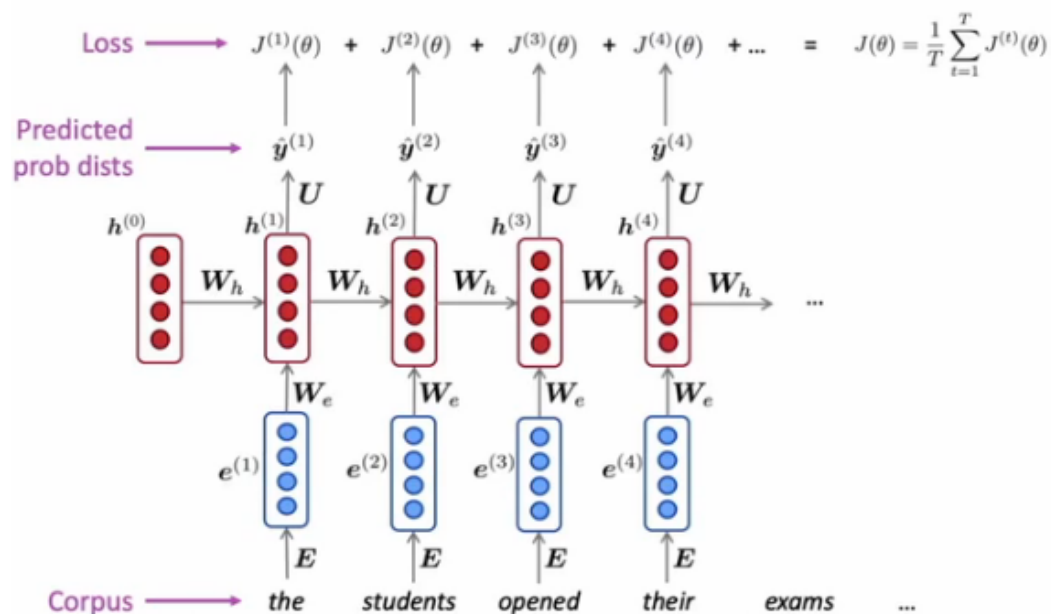 Loss J^{(1)}(θ) + J^{(2)}(θ) + J^{(3)}(θ) + J^{(4)}(θ) + ... = J(θ) = \frac{1}{T} \sum_{t=1}^{T} J^{(t)}(θ)
Predicted
prob dists
ŷ^{(1)} ŷ^{(2)} ŷ^{(3)} ŷ^{(4)}
U U U U
h^{(0)} h^{(1)} h^{(2)} h^{(3)} h^{(4)}
W_h W_h W_h W_h W_h ...
W_e W_e W_e W_e
e^{(1)} e^{(2)} e^{(3)} e^{(4)}
E E E E
Corpus the students opened their exams ...